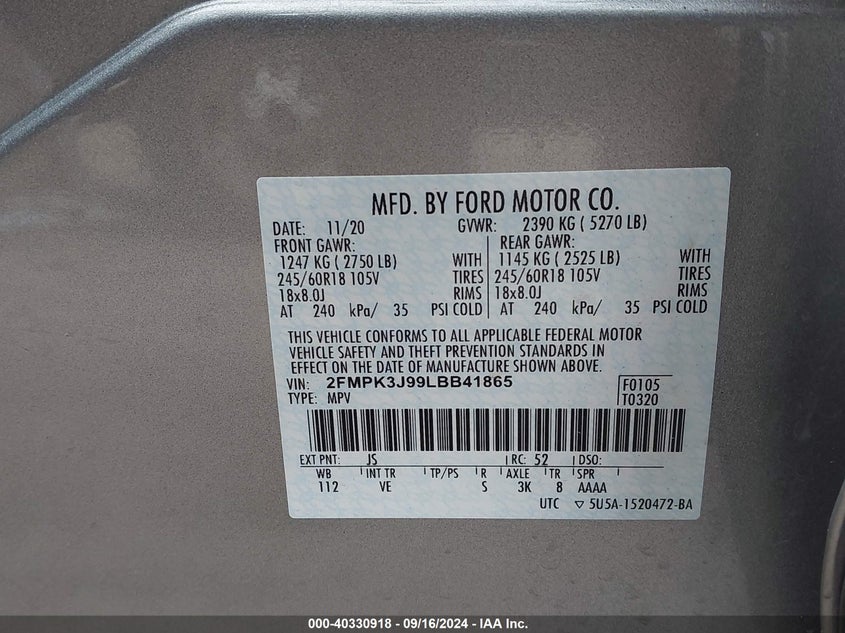 MFD. BY FORD MOTOR CO.
DATE: 11/20 GVWR: 2390 KG ( 5270 LB)
FRONT GAWR: REAR GAWR:
1247 KG ( 2750 LB) WITH 1145 KG ( 2525 LB) WITH
245/60R18 105V TIRES 245/60R18 105V TIRES
18x8.0J RIMS 18x8.0J RIMS
AT 240 kPa/ 35 PSI COLD AT 240 kPa/ 35 PSI COLD
THIS VEHICLE CONFORMS TO ALL APPLICABLE FEDERAL MOTOR
VEHICLE SAFETY AND THEFT PREVENTION STANDARDS IN
EFFECT ON THE DATE OF MANUFACTURE SHOWN ABOVE.
VIN: 2FMPK3J99LBB41865 F0105
TYPE: MPV T0320
EXT PNT: JS RC: 52 DSO:
WB INT TR TP/PS R AXLE TR SPR
112 VE S 3K 8 AAAA
UTC ▽ 5U5A-1520472-BA
000-40330918 - 09/16/2024 - IAA Inc.